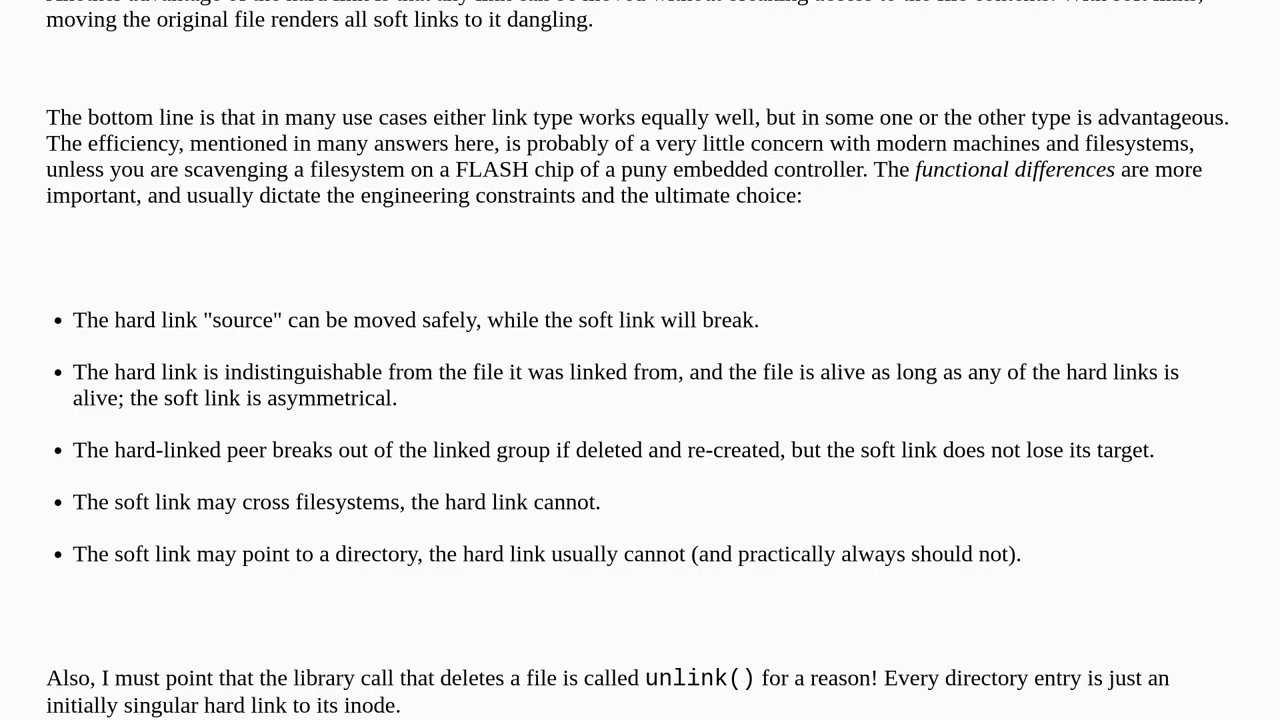 moving the original file renders all soft links to it dangling.
The bottom line is that in many use cases either link type works equally well, but in some one or the other type is advantageous.
The efficiency, mentioned in many answers here, is probably of a very little concern with modern machines and filesystems,
unless you are scavenging a filesystem on a FLASH chip of a puny embedded controller. The functional differences are more
important, and usually dictate the engineering constraints and the ultimate choice:
• The hard link "source" can be moved safely, while the soft link will break.
• The hard link is indistinguishable from the file it was linked from, and the file is alive as long as any of the hard links is
alive; the soft link is asymmetrical.
• The hard-linked peer breaks out of the linked group if deleted and re-created, but the soft link does not lose its target.
• The soft link may cross filesystems, the hard link cannot.
• The soft link may point to a directory, the hard link usually cannot (and practically always should not).
Also, I must point that the library call that deletes a file is called unlink() for a reason! Every directory entry is just an
initially singular hard link to its inode.